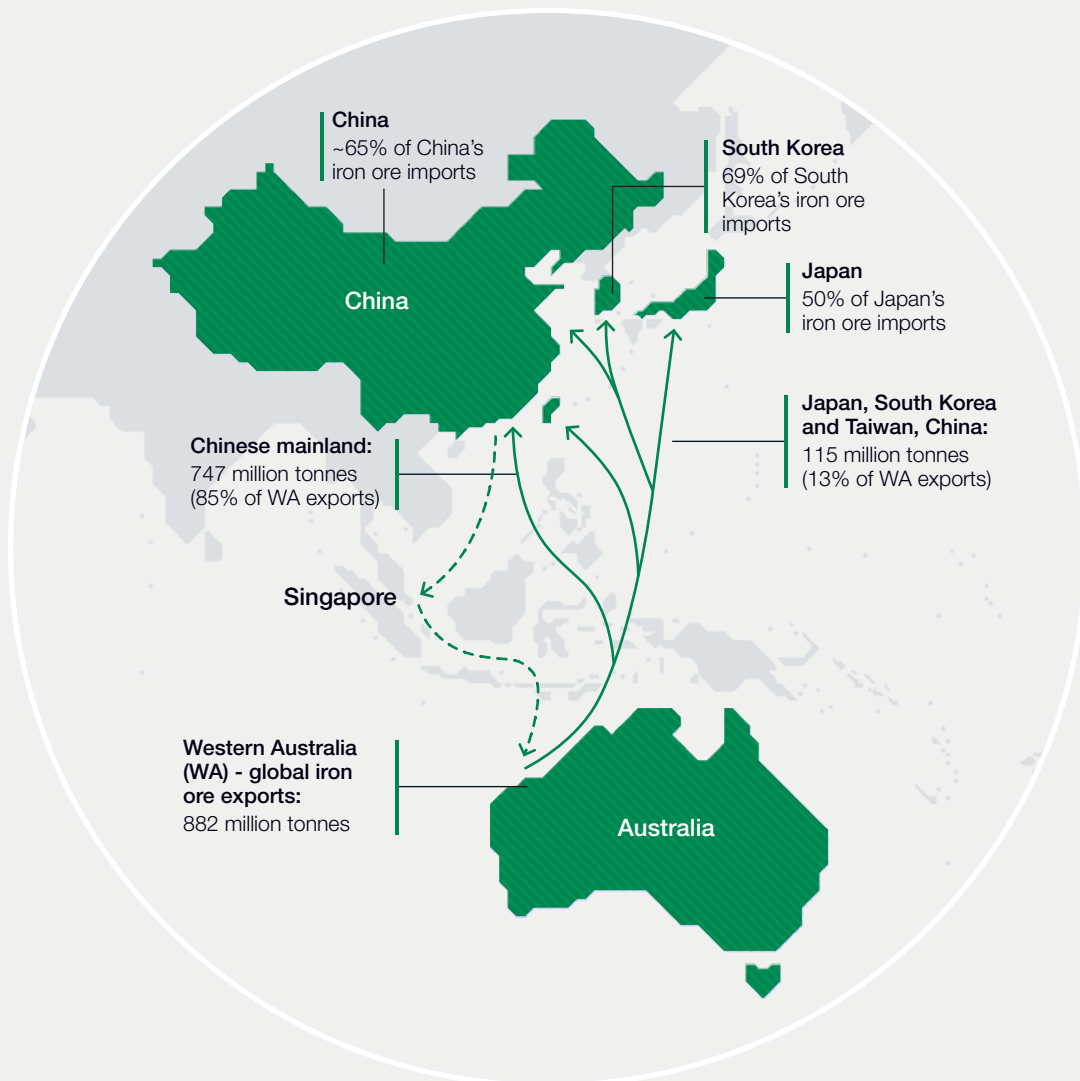 China
~65% of China’s
iron ore imports
South Korea
69% of South
Korea’s iron ore
imports
Japan
50% of Japan’s
iron ore imports
China
Japan, South Korea
and Taiwan, China:
115 million tonnes
(13% of WA exports)
Chinese mainland:
747 million tonnes
(85% of WA exports)
Singapore
Western Australia
(WA) - global iron
ore exports:
882 million tonnes
Australia